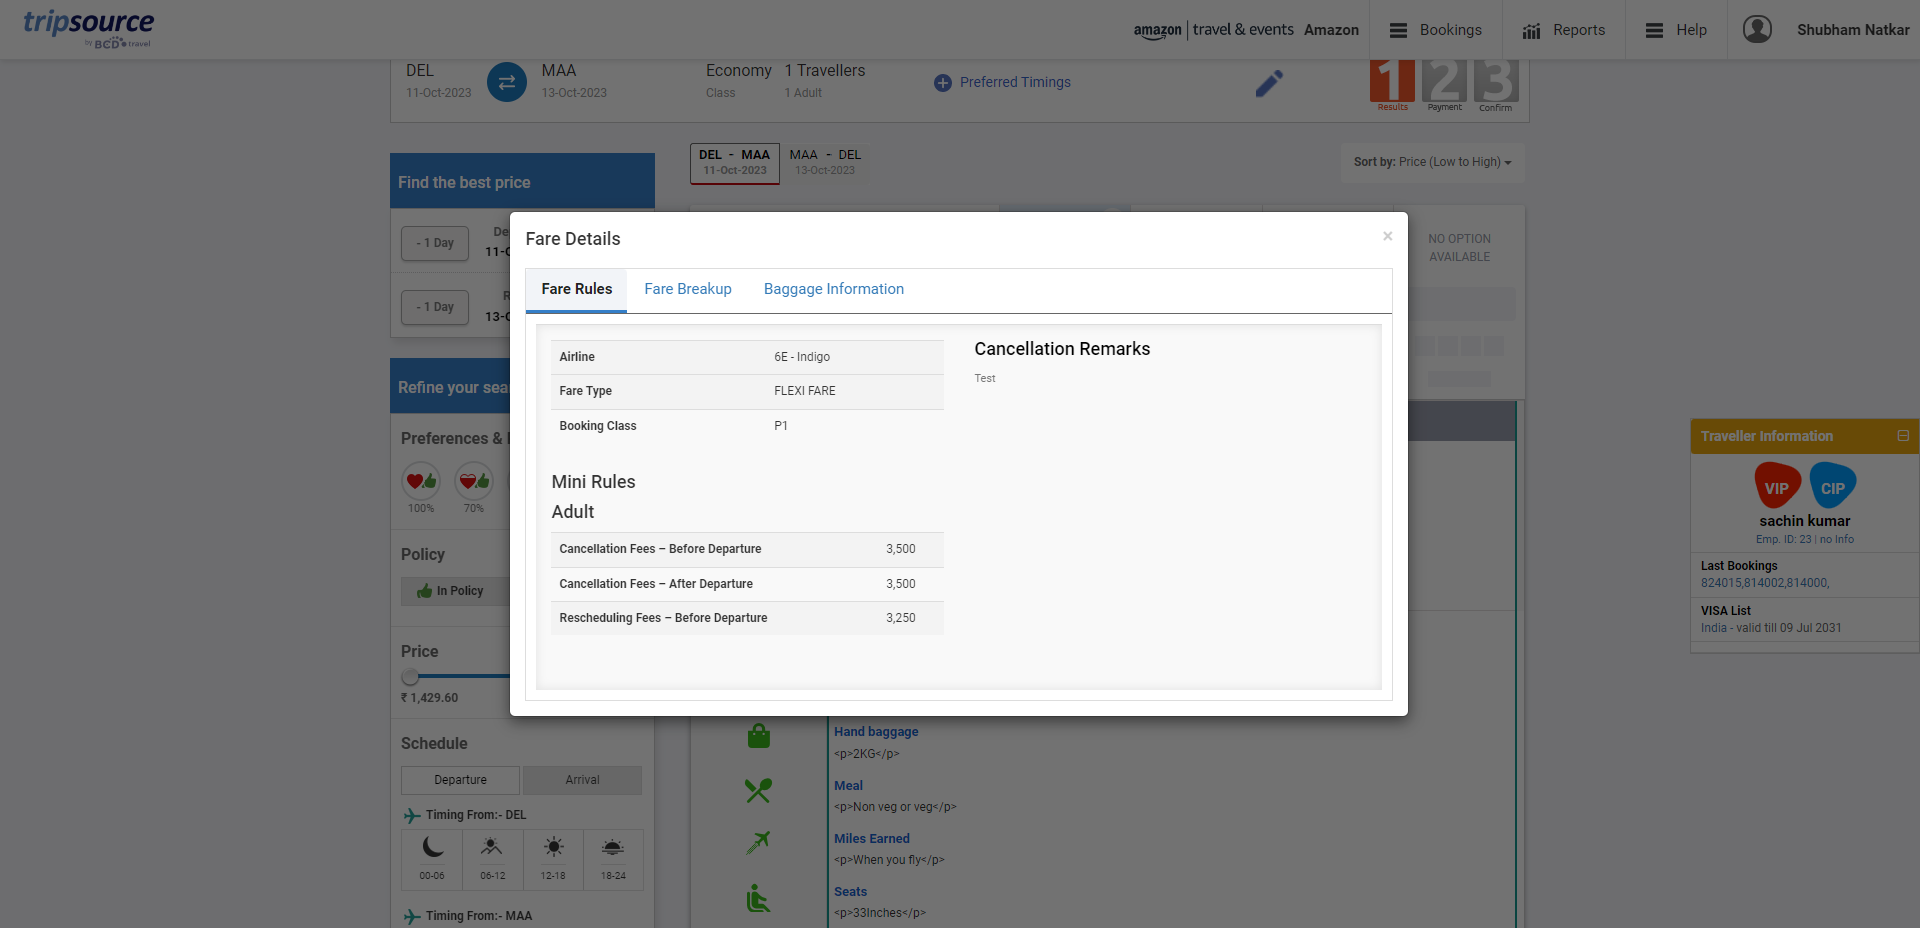 tripsource
by BCD travel
amazon | travel & events Amazon
Bookings
Reports
Help
Shubham Natkar
DEL
11-Oct-2023
MAA
13-Oct-2023
Economy
Class
1 Travellers
1 Adult
Preferred Timings
1 2 3
Results Payment Confirm
DEL - MAA
11-Oct-2023
MAA - DEL
13-Oct-2023
Sort by: Price (Low to High)
Find the best price
- 1 Day
De
11-
- 1 Day
R
13-
NO OPTION
AVAILABLE
Fare Details
×
Fare Rules
Fare Breakup
Baggage Information
Airline 6E - Indigo
Fare Type FLEXI FARE
Booking Class P1
Cancellation Remarks
Test
Mini Rules
Adult
Cancellation Fees – Before Departure 3,500
Cancellation Fees – After Departure 3,500
Rescheduling Fees – Before Departure 3,250
Refine your sea
Preferences &
100%
70%
Policy
In Policy
Price
₹ 1,429.60
Schedule
Departure
Arrival
Timing From:- DEL
00-06
06-12
12-18
18-24
Timing From:- MAA
Hand baggage
<p>2KG</p>
Meal
<p>Non veg or veg</p>
Miles Earned
<p>When you fly</p>
Seats
<p>33Inches</p>
Traveller Information
VIP
CIP
sachin kumar
Emp. ID: 23 | no Info
Last Bookings
824015,814002,814000,
VISA List
India - valid till 09 Jul 2031